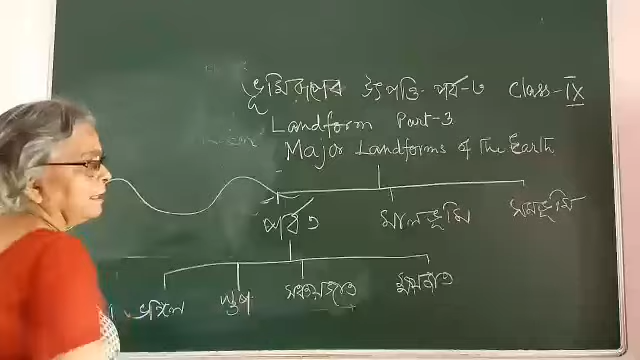 ভূমিরূপের উৎপত্তি পর্ব-৩ Class-IX
Landform Part-3
Major Landforms of the Earth
পর্বত মালভূমি সমভূমি
ভঙ্গিল স্তুপ ক্ষয়জাত